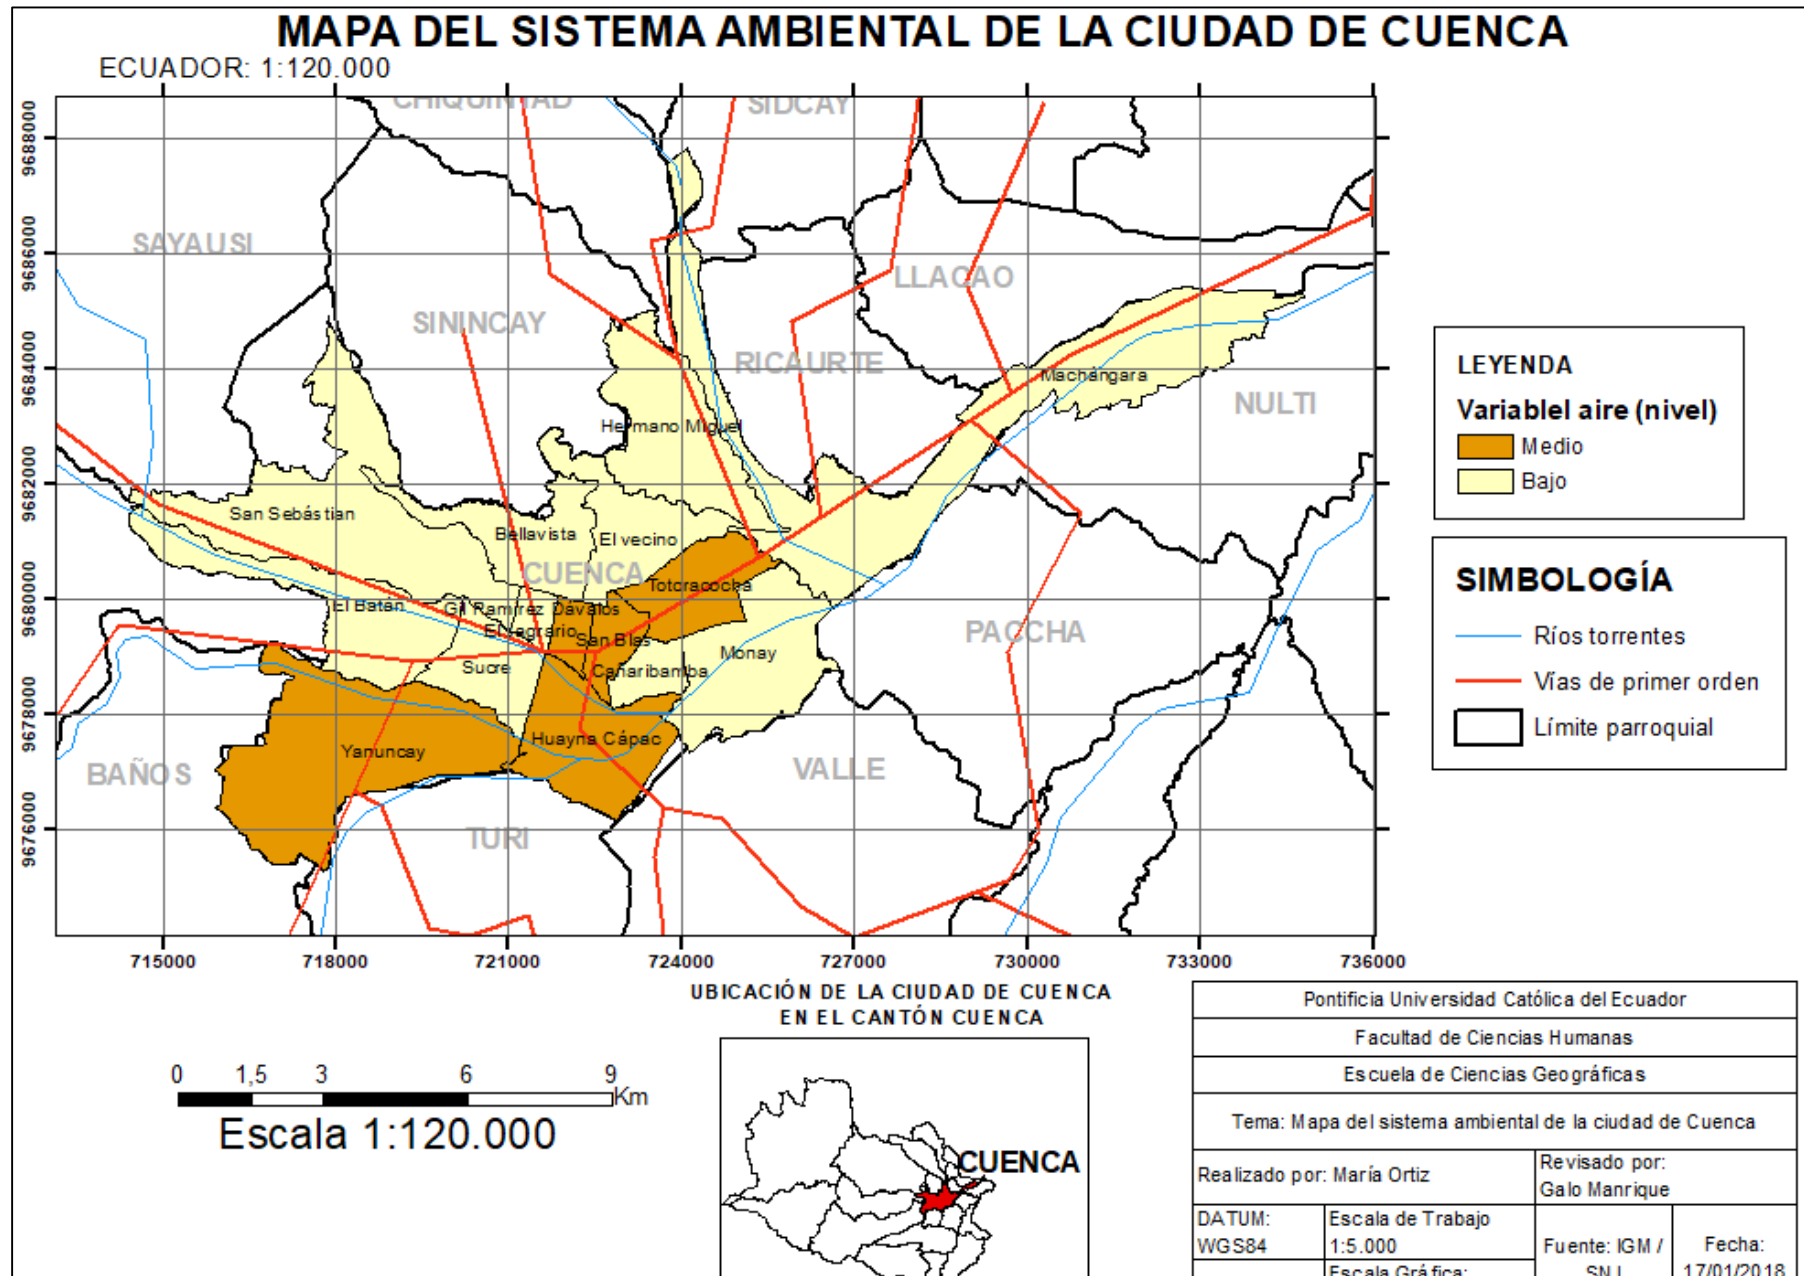 MAPA DEL SISTEMA AMBIENTAL DE LA CIUDAD DE CUENCA
ECUADOR: 1:120.000
CHIQUINTAD
SIDCAY
SAYAUSI
SININCAY
LLACAO
RICAURTE
NULTI
Machángara
Hermano Miguel
San Sebástian
Bellavista
El vecino
CUENCA
Totoracocha
El Batán
Gil Ramírez Dávalos
El sagrario
San Blas
Sucre
Cañaribamba
Monay
PACCHA
Yanuncay
Huayna Cápac
BAÑOS
VALLE
TURI
9688000
9686000
9684000
9682000
9680000
9678000
9676000
715000
718000
721000
724000
727000
730000
733000
736000
LEYENDA
Variablel aire (nivel)
Medio
Bajo
SIMBOLOGÍA
Ríos torrentes
Vías de primer orden
Límite parroquial
0 1,5 3 6 9
Km
Escala 1:120.000
UBICACIÓN DE LA CIUDAD DE CUENCA
EN EL CANTÓN CUENCA
CUENCA
Pontificia Universidad Católica del Ecuador
Facultad de Ciencias Humanas
Escuela de Ciencias Geográficas
Tema: Mapa del sistema ambiental de la ciudad de Cuenca
Realizado por: María Ortiz
Revisado por:
Galo Manrique
DATUM:
WGS84
Escala de Trabajo
1:5.000
Escala Gráfica:
Fuente: IGM /
SNI
Fecha:
17/01/2018